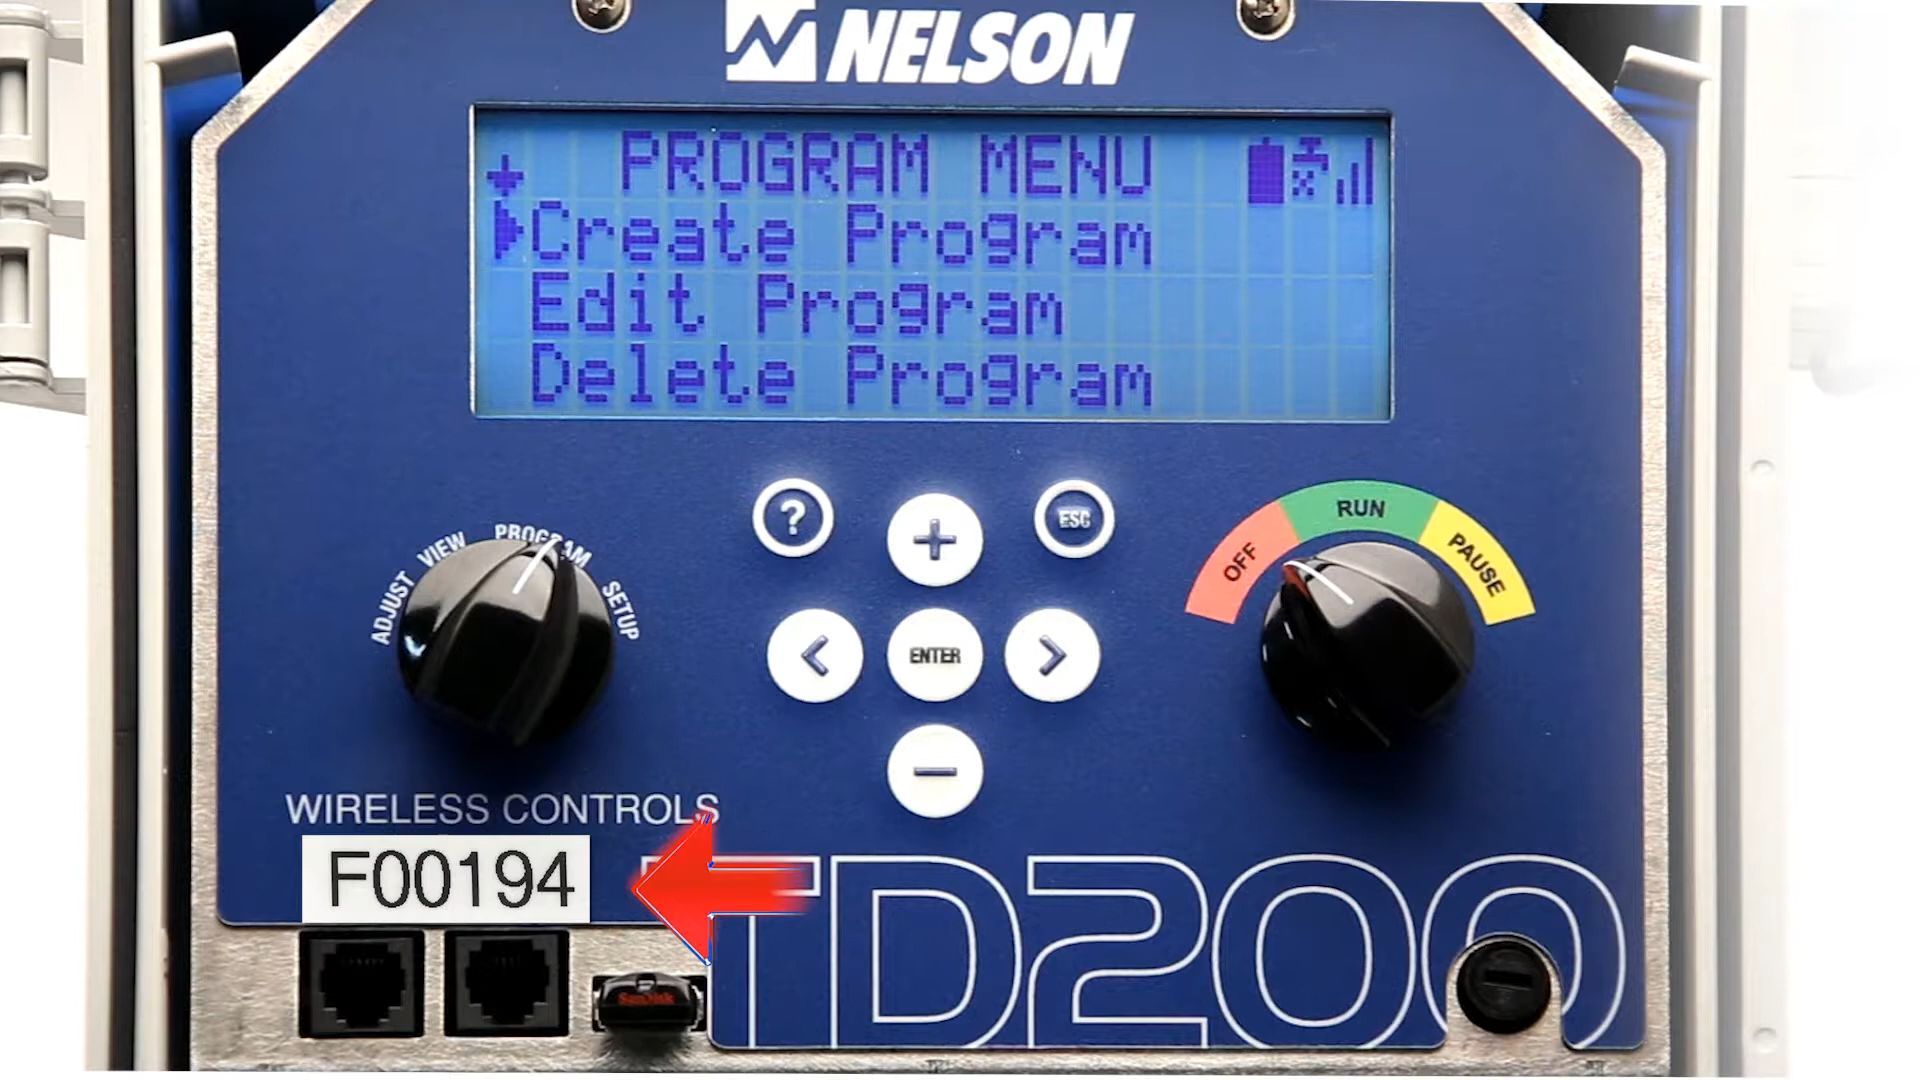 NELSON
PROGRAM MENU
Create Program
Edit Program
Delete Program
?
+
ESC
ADJUST
VIEW
PROGRAM
SETUP
OFF
RUN
PAUSE
<
ENTER
>
−
WIRELESS CONTROLS
F00194
TD200
SanDisk